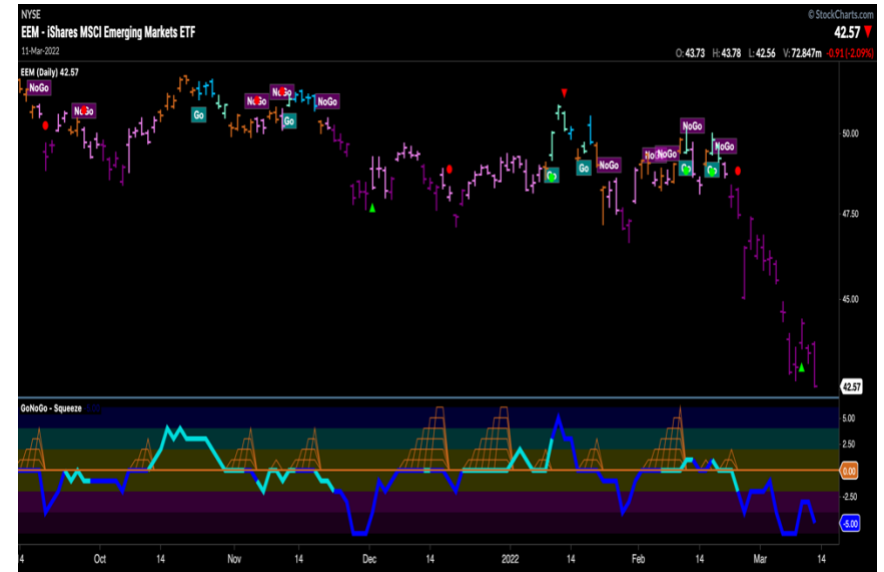 NYSE
© StockCharts.com
EEM - iShares MSCI Emerging Markets ETF
42.57
11-Mar-2022
O: 43.73 H: 43.78 L: 42.56 V: 72.847m -0.91 (-2.09%)
EEM (Daily) 42.57
NoGo
NoGo
Go
NoGo
NoGo
Go
NoGo
Go
Go
NoGo
NoGo
NoGo
Go
Go
NoGo
50.00
47.50
45.00
42.57
GoNoGo - Squeeze
5.00
2.50
0.00
-2.50
-5.00
14 Oct 14 Nov 14 Dec 14 2022 14 Feb 14 Mar 14